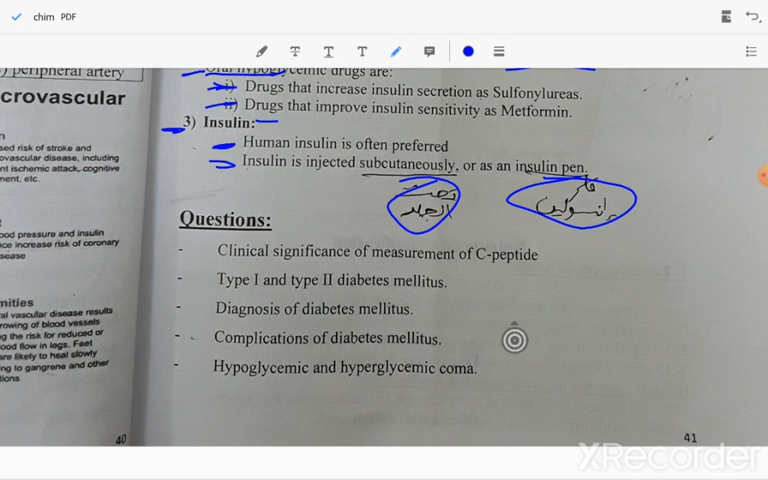 chim PDF
T T T
) peripheral artery
crovascular
n
sed risk of stroke and
ovascular disease, including
nt ischemic attack, cognitive
ment, etc.
t
ood pressure and insulin
ce increase risk of coronary
sease
mities
ral vascular disease results
rowing of blood vessels
ng the risk for reduced or
lood flow in legs. Feet
are likely to heal slowly
ing to gangrene and other
tions.
40
Oral hypoglycemic drugs are:
i) Drugs that increase insulin secretion as Sulfonylureas.
ii) Drugs that improve insulin sensitivity as Metformin.
3) Insulin:
Human insulin is often preferred
Insulin is injected subcutaneously, or as an insulin pen.
تحت
الجلد
إنسولين
Questions:
- Clinical significance of measurement of C-peptide
- Type I and type II diabetes mellitus.
- Diagnosis of diabetes mellitus.
- Complications of diabetes mellitus.
- Hypoglycemic and hyperglycemic coma.
41
XRecorder